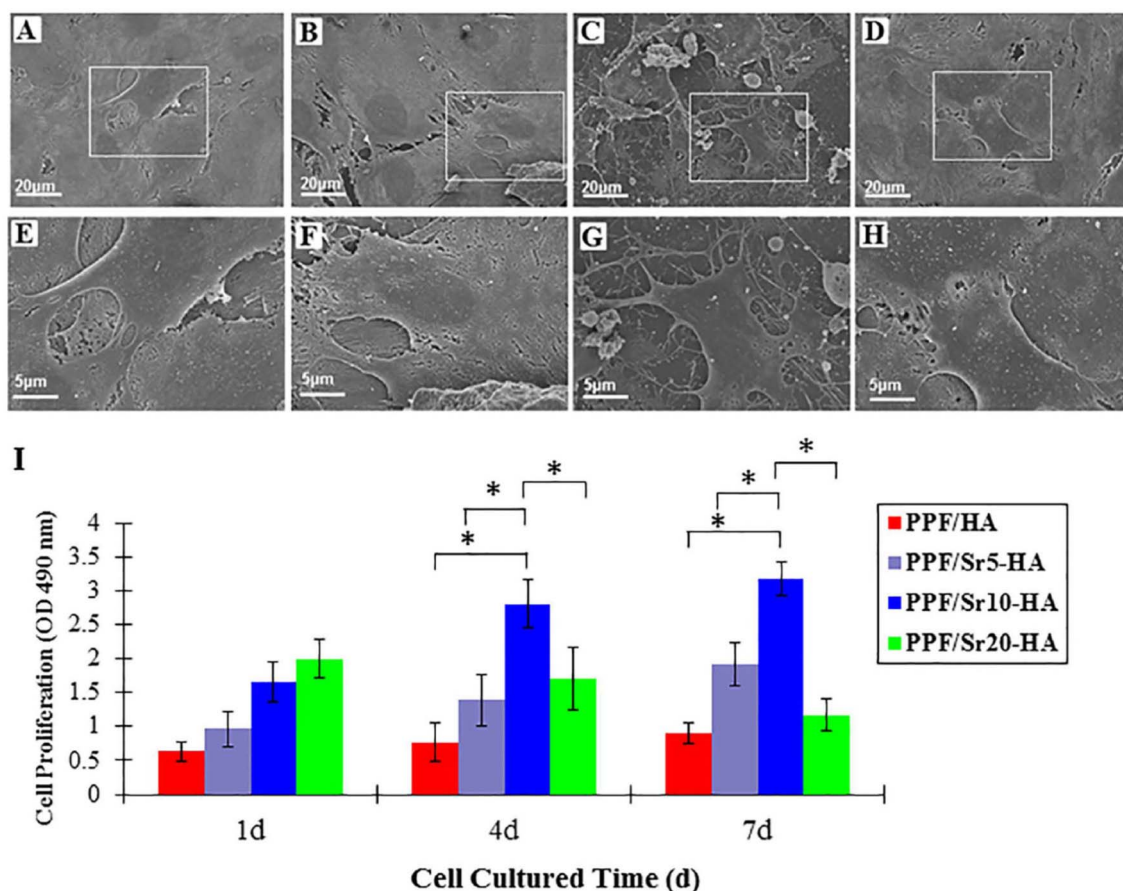 A B C D
20μm 20μm 20μm 20μm
E F G H
5μm 5μm 5μm 5μm
I
Cell Proliferation (OD 490 nm)
4
3.5
3
2.5
2
1.5
1
0.5
0
* * *
* * *
PPF/HA
PPF/Sr5-HA
PPF/Sr10-HA
PPF/Sr20-HA
1d 4d 7d
Cell Cultured Time (d)